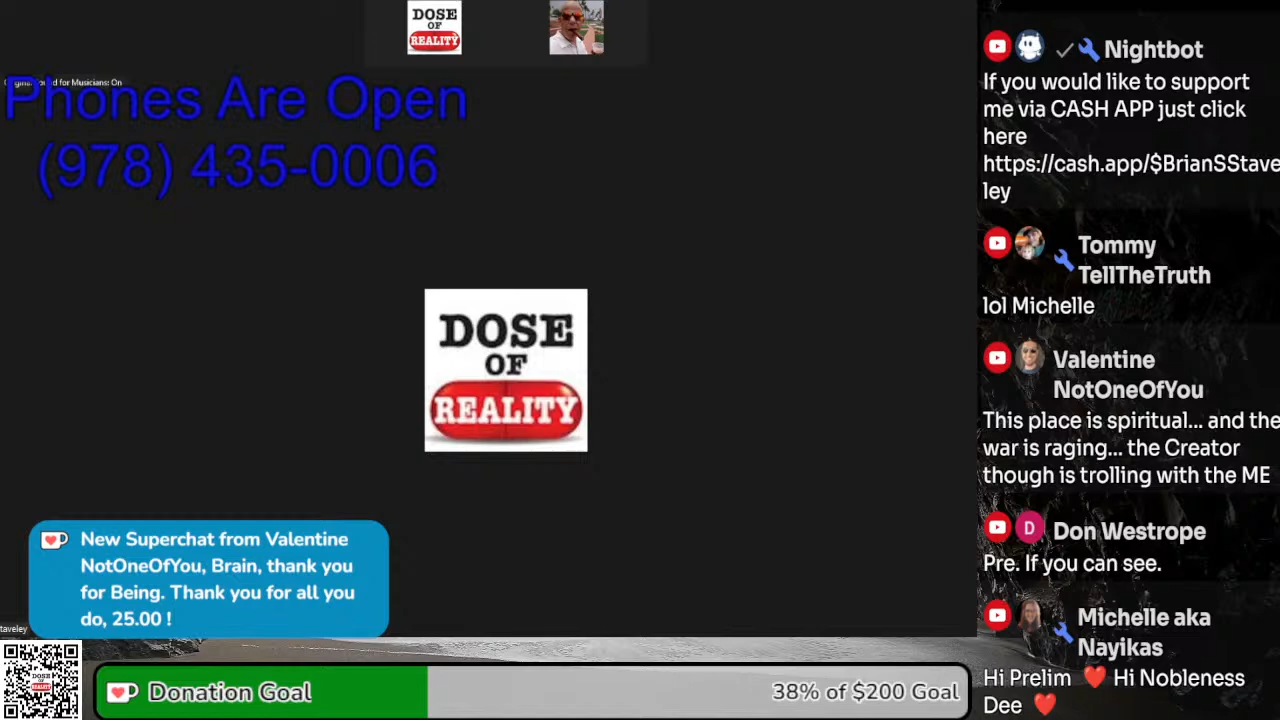 DOSE
OF
REALITY
Phones Are Open
(978) 435-0006
DOSE
OF
REALITY
New Superchat from Valentine
NotOneOfYou, Brain, thank you
for Being. Thank you for all you
do, 25.00 !
taveley
DOSE
OF
REALITY
Donation Goal
38% of $200 Goal
Nightbot
If you would like to support
me via CASH APP just click
here
https://cash.app/$BrianSStave
ley
Tommy
TellTheTruth
lol Michelle
Valentine
NotOneOfYou
This place is spiritual... and the
war is raging... the Creator
though is trolling with the ME
D
Don Westrope
Pre. If you can see.
Michelle aka
Nayikas
Hi Prelim ❤️ Hi Nobleness
Dee ❤️